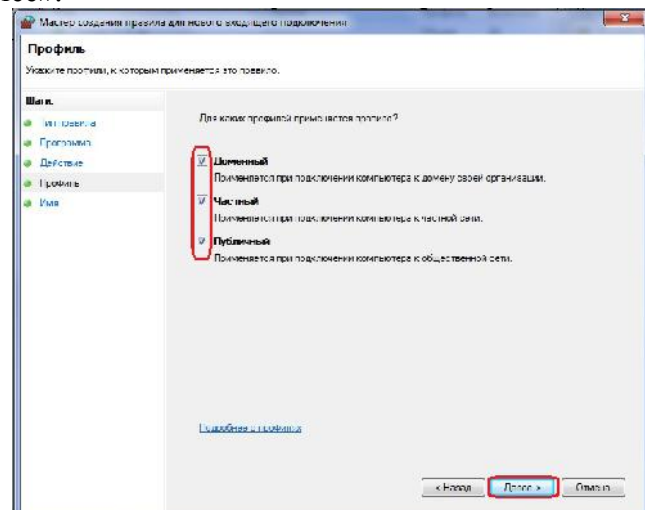 Мастер создания правила для нового входящего подключения
Профиль
Укажите профили, к которым применяется это правило.
Шаги:
Тип правила
Программа
Действие
Профиль
Имя
Для каких профилей применяется правило?
Доменный
Применяется при подключении компьютера к домену своей организации.
Частный
Применяется при подключении компьютера к частной сети.
Публичный
Применяется при подключении компьютера к общественной сети.
Подробнее о профилях
< Назад
Далее >
Отмена